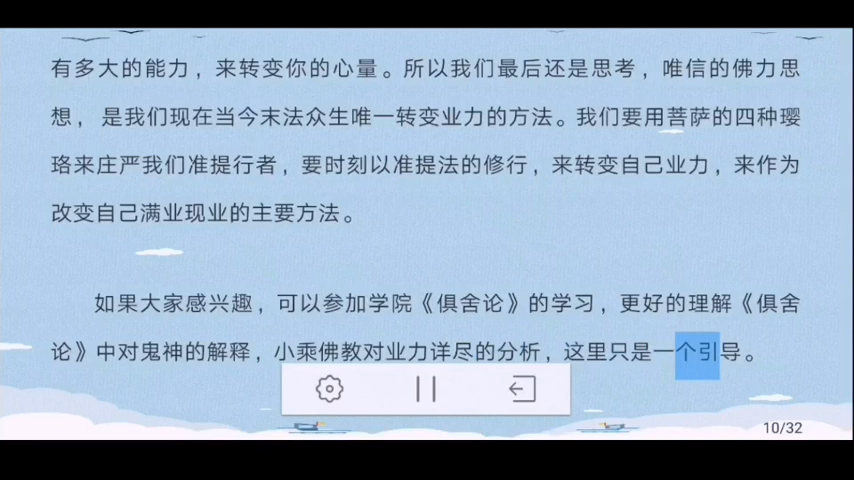 有多大的能力，来转变你的心量。所以我们最后还是思考，唯信的佛力思
想， 是我们现在当今末法众生唯一转变业力的方法。我们要用菩萨的四种璎
珞来庄严我们准提行者，要时刻以准提法的修行，来转变自己业力，来作为
改变自己满业现业的主要方法。
如果大家感兴趣，可以参加学院《俱舍论》的学习，更好的理解《俱舍
论》中对鬼神的解释，小乘佛教对业力详尽的分析，这里只是一个引导。
10/32